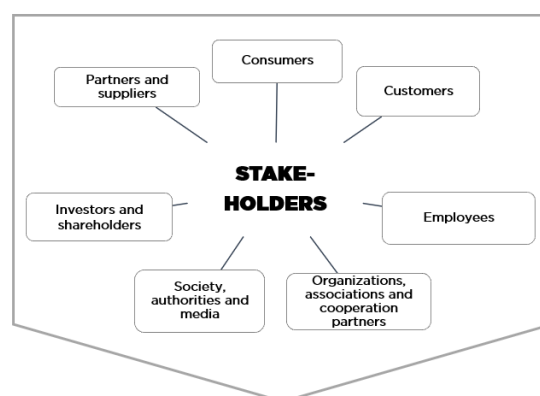 Consumers
Partners and
suppliers
Customers
STAKE-
HOLDERS
Investors and
shareholders
Employees
Society,
authorities and
media
Organizations,
associations and
cooperation
partners